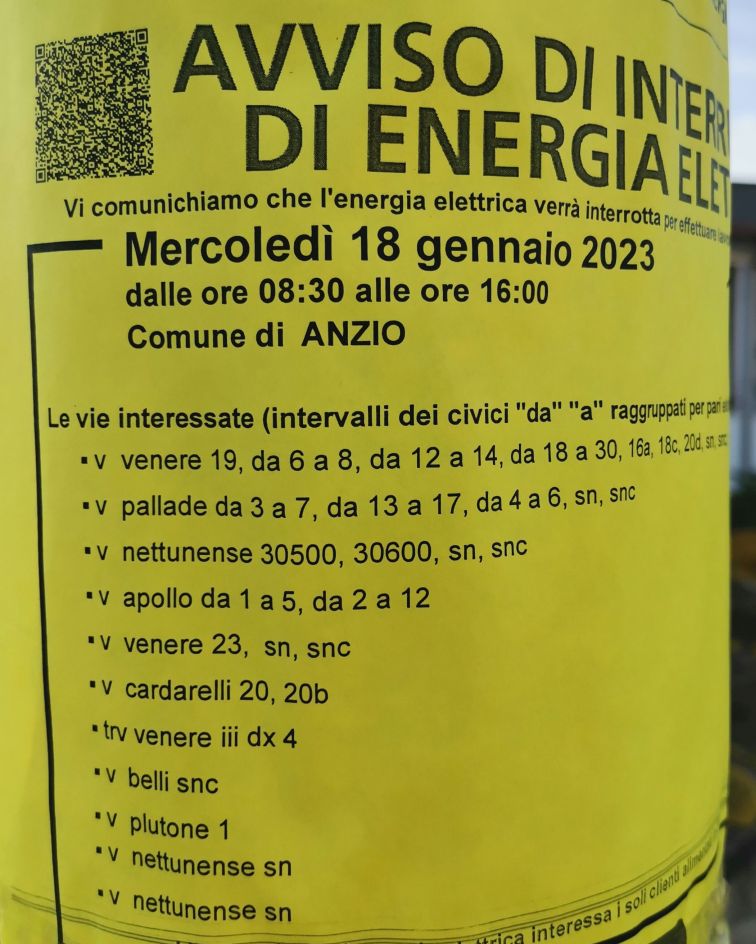 AVVISO DI
DI ENERGIA
Vi comunichiamo che l'energia elettrica verrà interrotta per effettuare
Mercoledì 18 gennaio 2023
dalle ore 08:30 alle ore 16:00
Comune di ANZIO
Le vie interessate (intervalli dei civici "da" "a" raggruppati per pari
▪ v venere 19, da 6 a 8, da 12 a 14, da 18 a 30, 16a, 18c, 20d, sn, snc
▪ v pallade da 3 a 7, da 13 a 17, da 4 a 6, sn, snc
▪ v nettunense 30500, 30600, sn, snc
▪ v apollo da 1 a 5, da 2 a 12
▪ v venere 23, sn, snc
▪ v cardarelli 20, 20b
▪ trv venere iii dx 4
▪ v belli snc
▪ v plutone 1
▪ v nettunense sn
▪ v nettunense sn
interessa i soli clienti